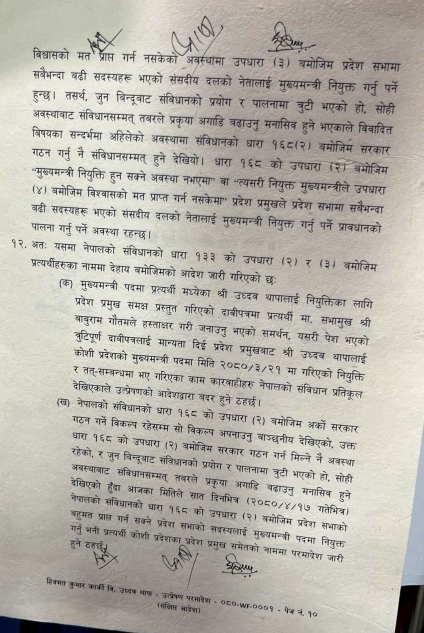 विश्वासको मत प्राप्त गर्न नसकेको अवस्थामा उपधारा (३) बमोजिम प्रदेश सभामा
सबैभन्दा बढी सदस्यहरू भएको संसदीय दलको नेतालाई मुख्यमन्त्री नियुक्त गर्नु पर्ने
हुन्छ। तसर्थ, जुन बिन्दूबाट संविधानको प्रयोग र पालनामा त्रुटी भएको हो, सोही
अवस्थाबाट संविधानसम्मत् तबरले प्रकृया अगाडि बढाउनु मनासिव हुने भएकाले विवादित
बिषयका सन्दर्भमा अहिलेको अवस्थामा संविधानको धारा १६८(२) बमोजिम सरकार
गठन गर्नु नै संविधानसम्मत् हुने देखियो। धारा १६८ को उपधारा (२) बमोजिम
"मुख्यमन्त्री नियुक्ति हुन सक्ने अवस्था नभएमा" वा "त्यसरी नियुक्त मुख्यमन्त्रीले उपधारा
(४) बमोजिम विश्वासको मत प्राप्त गर्न नसकेमा" प्रदेश प्रमुखले प्रदेश सभामा सबैभन्दा
बढी सदस्यहरू भएको संसदीय दलको नेतालाई मुख्यमन्त्री नियुक्त गर्नु पर्ने प्रावधानको
पालना गर्नु पर्ने अवस्था रहन्छ।
१२. अतः यसमा नेपालको संविधानको धारा १३३ को उपधारा (२) र (३) बमोजिम
प्रत्यर्थीहरुका नाममा देहाय बमोजिमको आदेश जारी गरिएको छः
(क) मुख्यमन्त्री पदमा प्रत्यर्थी मध्येका श्री उध्दव थापालाई नियुक्तिका लागि
प्रदेश प्रमुख समक्ष प्रस्तुत गरिएको दाबीपत्रमा प्रत्यर्थी मा. सभामुख श्री
बाबुराम गौतमले हस्ताक्षर गरी जनाउनु भएको समर्थन, यसरी पेश भएको
त्रुटिपूर्ण दाबीपत्रलाई मान्यता दिई प्रदेश प्रमुखबाट श्री उध्दव थापालाई
कोशी प्रदेशको मुख्यमन्त्री पदमा मिति २०८०/३/२१ मा गरिएको नियुक्ति
र तत्-सम्बन्धमा भए गरिएका काम कारवाहीहरु नेपालको संविधान प्रतिकूल
देखिएकाले उत्प्रेषणको आदेशद्वारा बदर हुने ठहर्छ।
(ख) नेपालको संविधानको धारा १६८ को उपधारा (२) बमोजिम अर्को सरकार
गठन गर्ने विकल्प रहेसम्म सो विकल्प अपनाउनु वाञ्छनीय देखिएको, उक्त
धारा १६८ को उपधारा (२) बमोजिम सरकार गठन गर्न मिल्ने नै अवस्था
रहेको, र जुन बिन्दूबाट संविधानको प्रयोग र पालनामा त्रुटी भएको हो, सोही
अवस्थाबाट संविधानसम्मत् तबरले प्रकृया अगाडि बढाउनु मनासिव हुने
देखिएको हुँदा आजका मितिले सात दिनभित्र (२०८०/४/१७ गतेभित्र)
नेपालको संविधानको धारा १६८ को उपधारा (२) बमोजिम प्रदेश सभाको
बहुमत प्राप्त गर्न सक्ने प्रदेश सभाको सदस्यलाई मुख्यमन्त्री पदमा नियुक्त
गर्नु भनी प्रत्यर्थी कोशी प्रदेशका प्रदेश प्रमुख समेतको नाममा परमादेश जारी
हुने ठहर्छ।
हिक्मत कुमार कार्की वि. उध्दव थापा - उत्प्रेषण परमादेश - ०८०-WF-०००१ - पेज नं. १०
(संक्षिप्त आदेश)